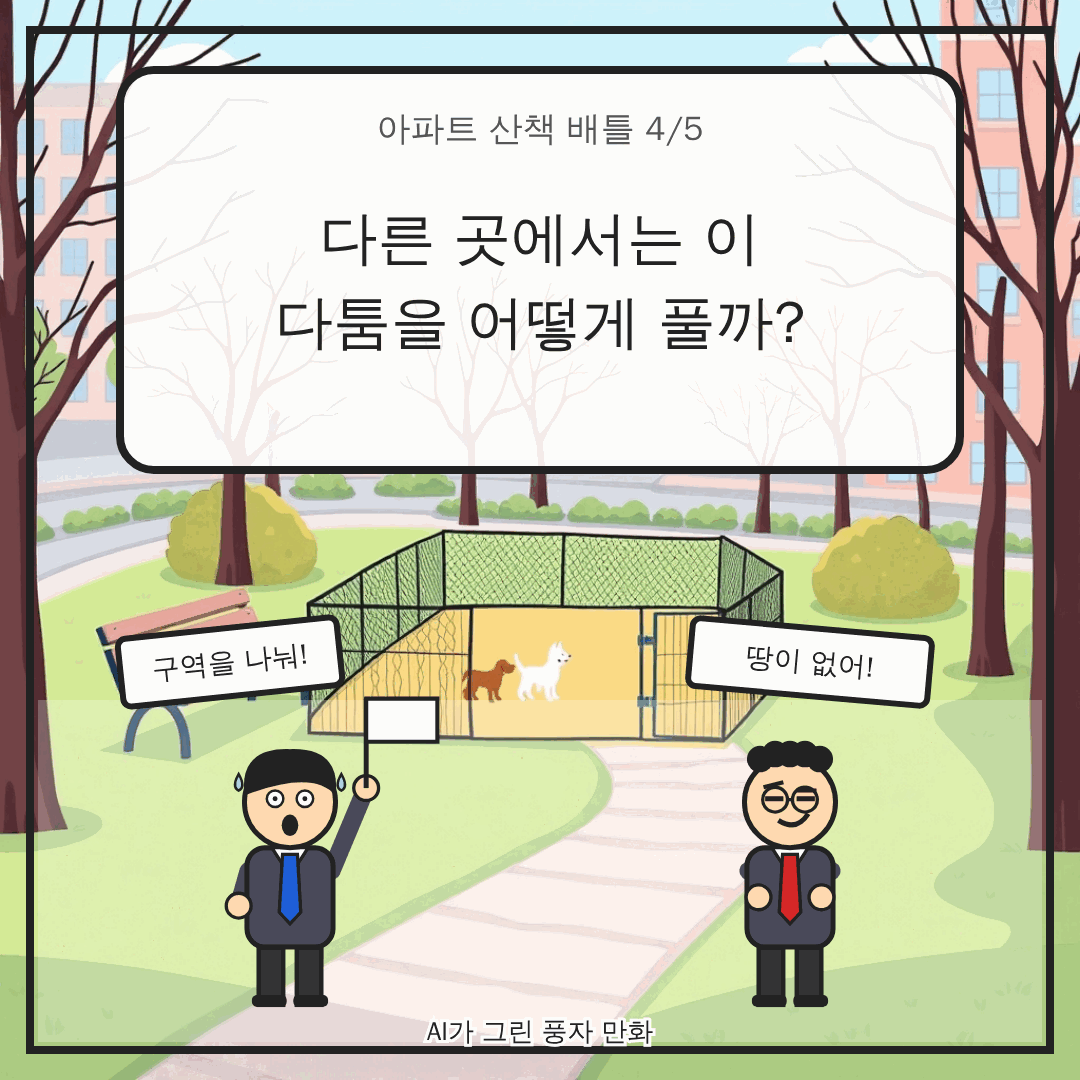 아파트 산책 배틀 4/5
다른 곳에서는 이
다툼을 어떻게 풀까?
구역을 나눠!
땅이 없어!
AI가 그린 풍자 만화